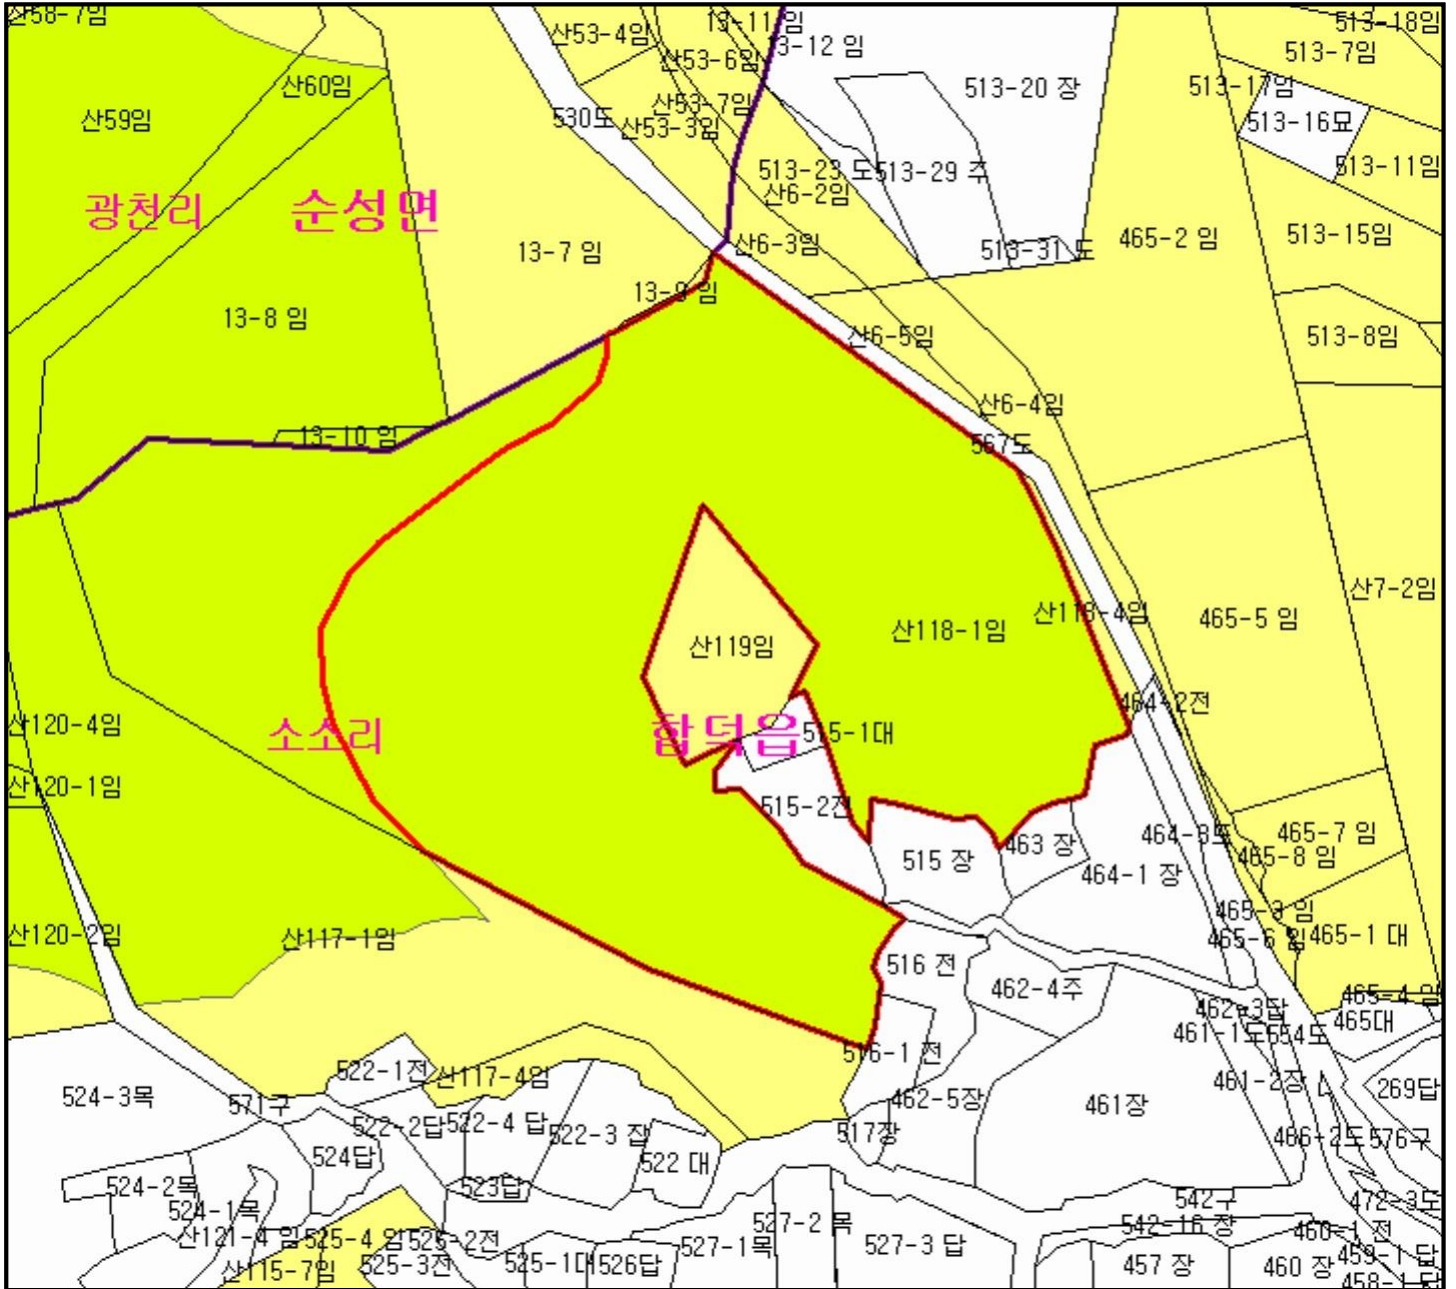 산58-7임
산53-4임
13-11 임
513-18임
513-7임
산53-6임
3-12 임
산60임
513-20 장
513-17임
산59임
530도
산53-7임
산53-3임
513-16묘
513-11임
513-23 도
513-29 주
산6-2임
광천리
순성면
산6-3임
513-31 도
465-2 임
513-15임
13-7 임
13-9 임
13-8 임
산6-5임
513-8임
산6-4임
13-10 임
567도
산7-2임
산119임
산118-1임
산118-4임
465-5 임
464-2전
산120-4임
소소리
합덕읍
515-1대
산120-1임
515-2전
515 장
463 장
464-3도
465-7 임
465-8 임
464-1 장
465-3 임
산120-2임
산117-1임
465-6 임
465-1 대
516 전
462-4주
462-3답
465-4 임
465대
461-1도
554도
516-1 전
522-1전
산117-4임
461-2장
269답
524-3목
571구
462-5장
461장
522-2답
522-4 답
522-3 잡
517장
466-2도
576구
524답
522 대
524-2목
523답
542구
472-3도
524-1목
527-2 목
542-16 장
460-1 전
산121-4 임
525-4 임
525-2전
527-1목
527-3 답
459-1 답
산115-7임
525-3전
525-1대
526답
457 장
460 장
458-1 답